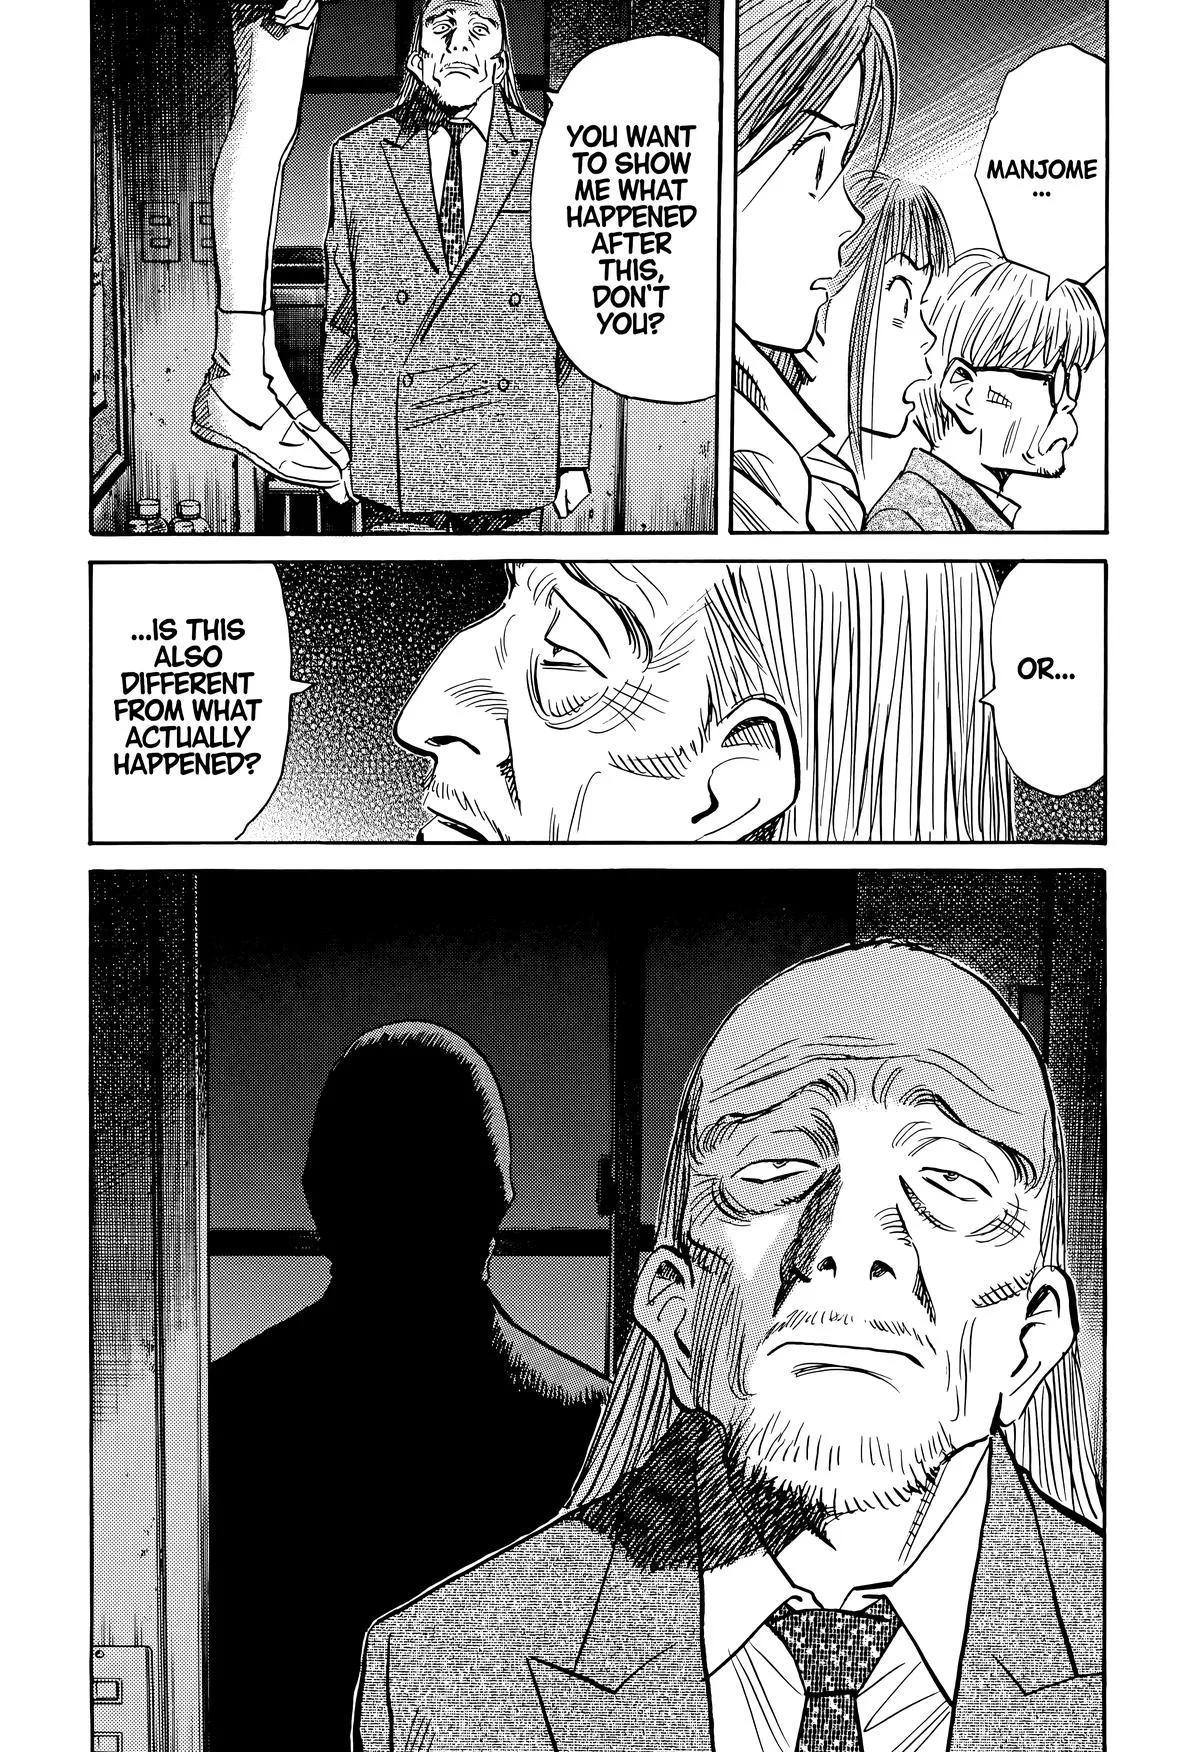 MANJOME
...
YOU WANT
TO SHOW
ME WHAT
HAPPENED
AFTER
THIS,
DON'T
YOU?
OR...
...IS THIS
ALSO
DIFFERENT
FROM WHAT
ACTUALLY
HAPPENED?